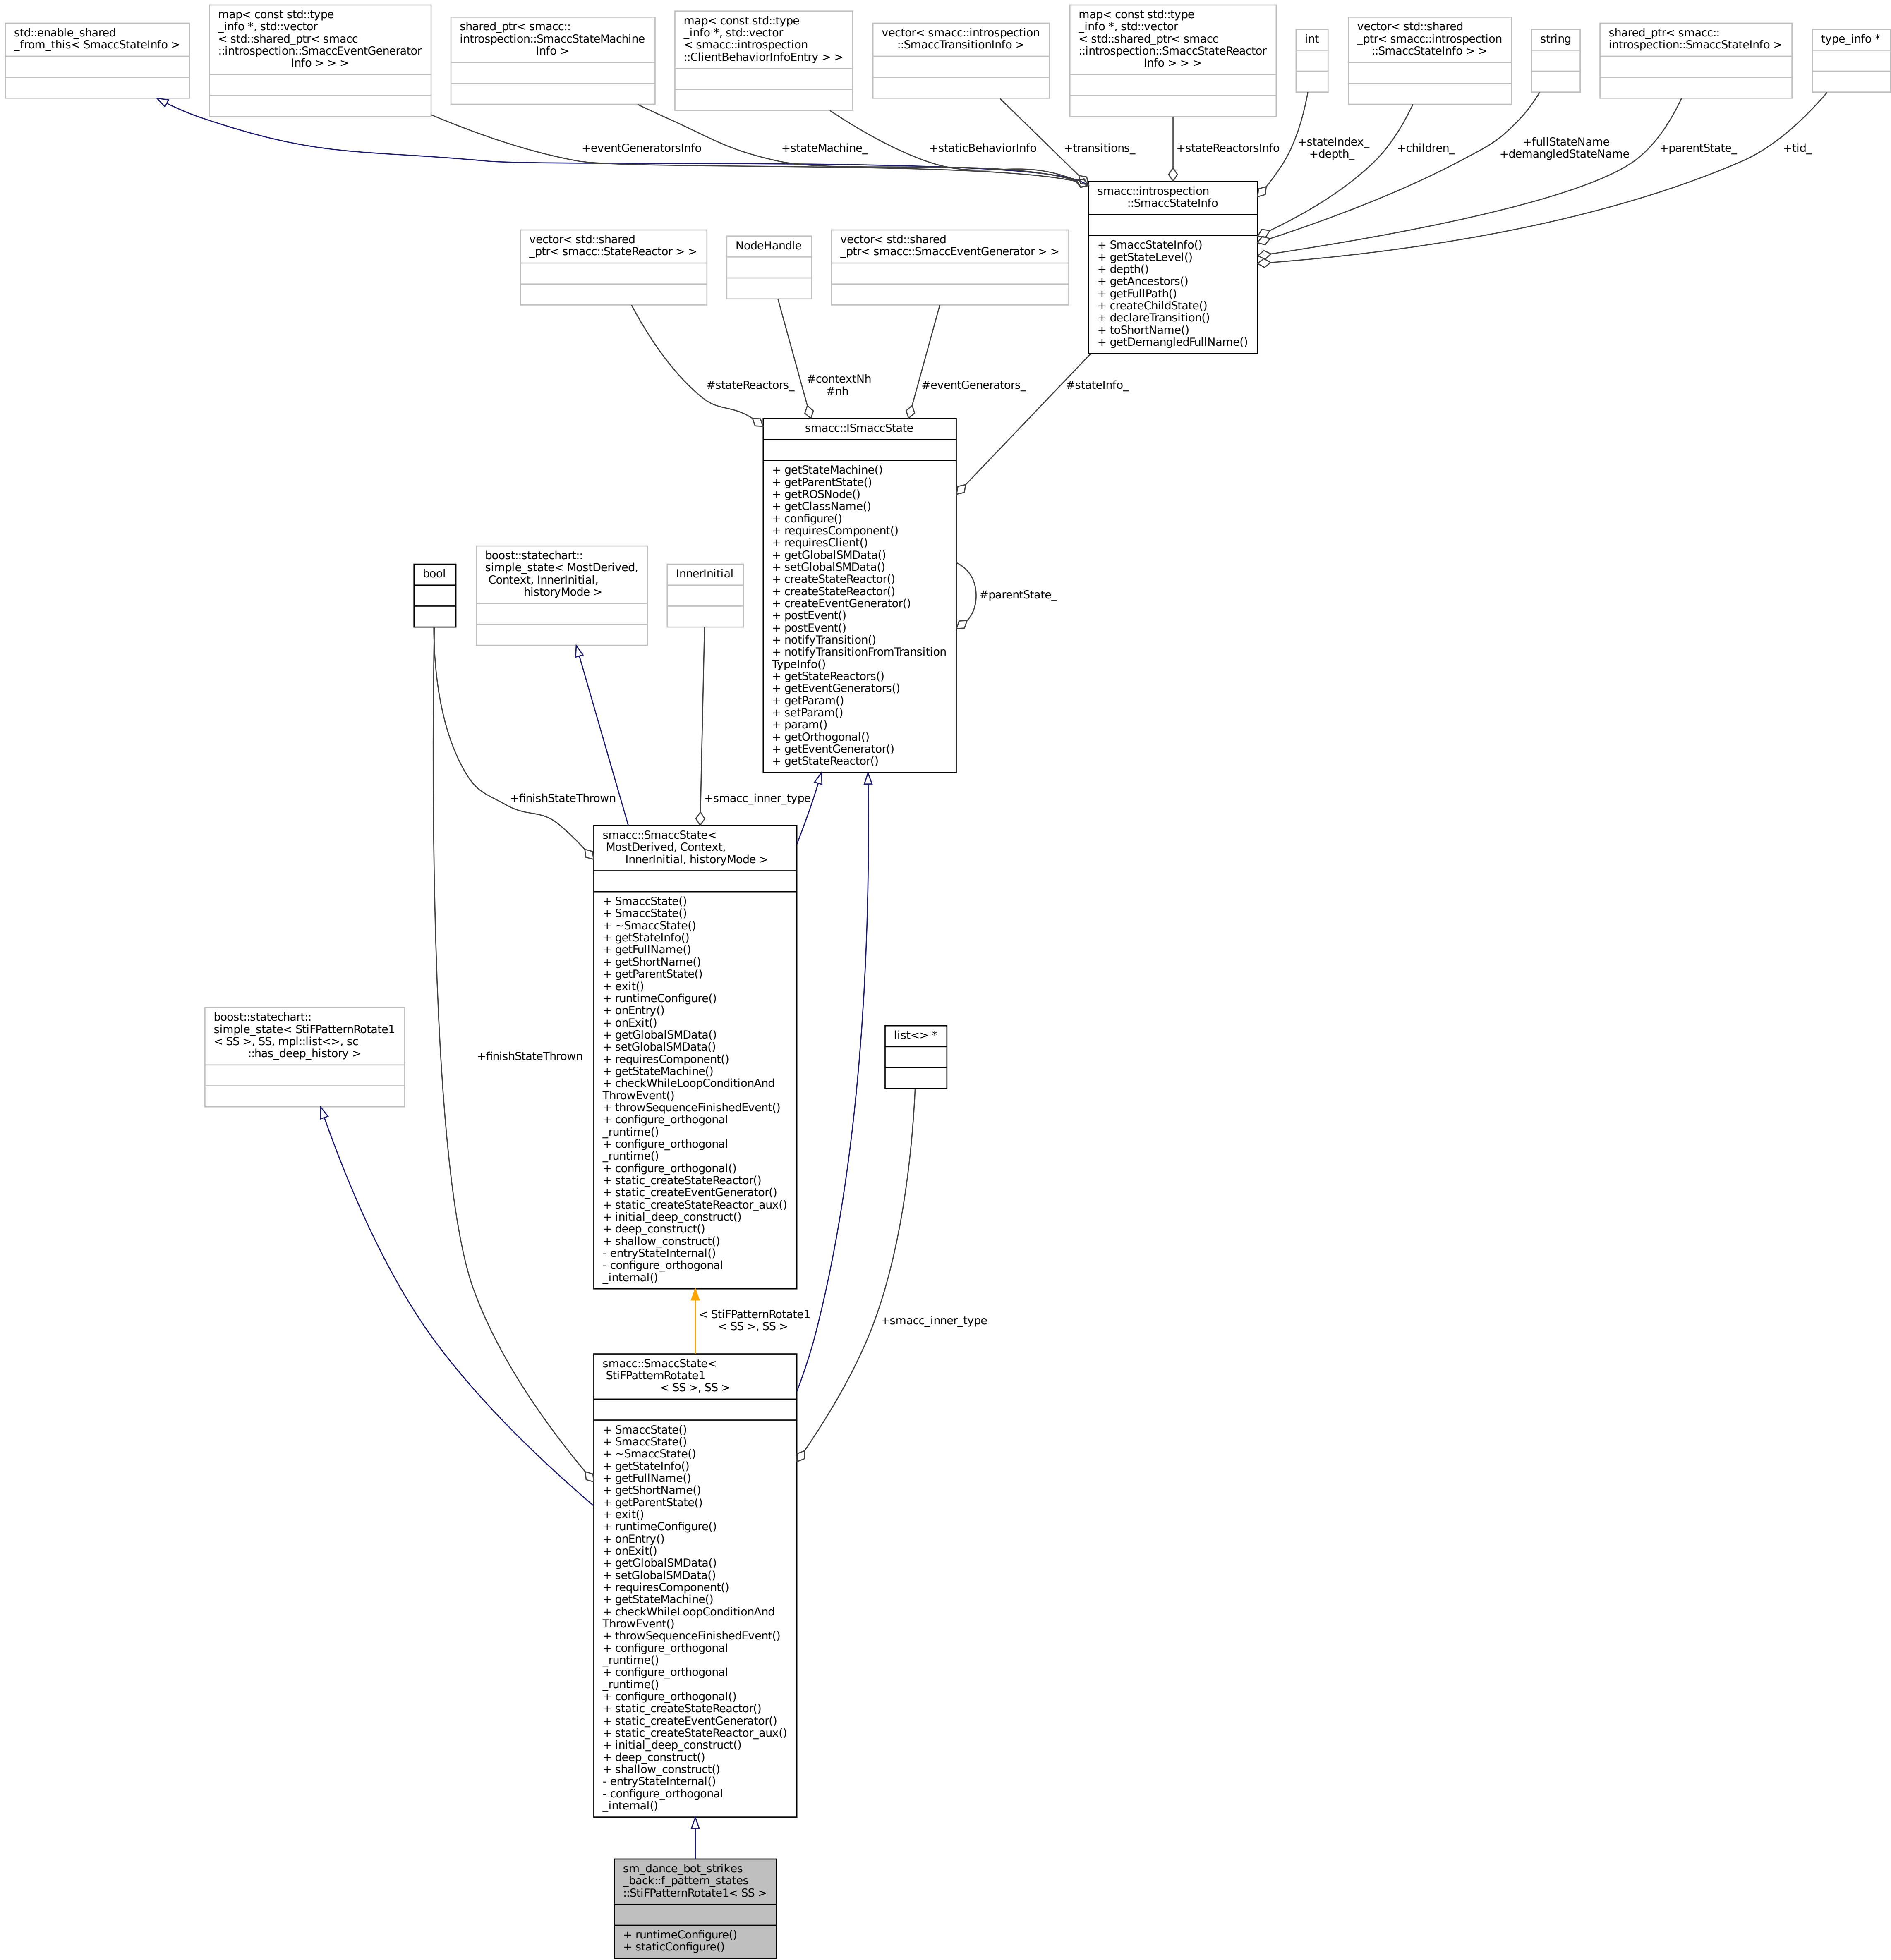 std::enable_shared
_from_this< SmaccStateInfo >
map< const std::type
_info *, std::vector
< std::shared_ptr< smacc
::introspection::SmaccEventGenerator
Info > > >
shared_ptr< smacc::
introspection::SmaccStateMachine
Info >
map< const std::type
_info *, std::vector
< smacc::introspection
::ClientBehaviorInfoEntry > >
vector< smacc::introspection
::SmaccTransitionInfo >
map< const std::type
_info *, std::vector
< std::shared_ptr< smacc
::introspection::SmaccStateReactor
Info > > >
int
vector< std::shared
_ptr< smacc::introspection
::SmaccStateInfo > >
string
shared_ptr< smacc::
introspection::SmaccStateInfo >
type_info *
+eventGeneratorsInfo
+stateMachine_
+staticBehaviorInfo
+transitions_
+stateReactorsInfo
+stateIndex_
+depth_
+children_
+fullStateName
+demangledStateName
+parentState_
+tid_
smacc::introspection
::SmaccStateInfo
+ SmaccStateInfo()
+ getStateLevel()
+ depth()
+ getAncestors()
+ getFullPath()
+ createChildState()
+ declareTransition()
+ toShortName()
+ getDemangledFullName()
vector< std::shared
_ptr< smacc::StateReactor > >
NodeHandle
vector< std::shared
_ptr< smacc::SmaccEventGenerator > >
#stateReactors_
#contextNh
#nh
#eventGenerators_
#stateInfo_
smacc::ISmaccState
+ getStateMachine()
+ getParentState()
+ getROSNode()
+ getClassName()
+ configure()
+ requiresComponent()
+ requiresClient()
+ getGlobalSMData()
+ setGlobalSMData()
+ createStateReactor()
+ createStateReactor()
+ createEventGenerator()
+ postEvent()
+ postEvent()
+ notifyTransition()
+ notifyTransitionFromTransition
TypeInfo()
+ getStateReactors()
+ getEventGenerators()
+ getParam()
+ setParam()
+ param()
+ getOrthogonal()
+ getEventGenerator()
+ getStateReactor()
#parentState_
bool
boost::statechart::
simple_state< MostDerived,
Context, InnerInitial,
historyMode >
InnerInitial
+finishStateThrown
+smacc_inner_type
smacc::SmaccState<
MostDerived, Context,
InnerInitial, historyMode >
+ SmaccState()
+ SmaccState()
+ ~SmaccState()
+ getStateInfo()
+ getFullName()
+ getShortName()
+ getParentState()
+ exit()
+ runtimeConfigure()
+ onEntry()
+ onExit()
+ getGlobalSMData()
+ setGlobalSMData()
+ requiresComponent()
+ getStateMachine()
+ checkWhileLoopConditionAnd
ThrowEvent()
+ throwSequenceFinishedEvent()
+ configure_orthogonal
_runtime()
+ configure_orthogonal
_runtime()
+ configure_orthogonal()
+ static_createStateReactor()
+ static_createEventGenerator()
+ static_createStateReactor_aux()
+ initial_deep_construct()
+ deep_construct()
+ shallow_construct()
- entryStateInternal()
- configure_orthogonal
_internal()
boost::statechart::
simple_state< StiFPatternRotate1
< SS >, SS, mpl::list<>, sc
::has_deep_history >
+finishStateThrown
list<> *
< StiFPatternRotate1
< SS >, SS >
+smacc_inner_type
smacc::SmaccState<
StiFPatternRotate1
< SS >, SS >
+ SmaccState()
+ SmaccState()
+ ~SmaccState()
+ getStateInfo()
+ getFullName()
+ getShortName()
+ getParentState()
+ exit()
+ runtimeConfigure()
+ onEntry()
+ onExit()
+ getGlobalSMData()
+ setGlobalSMData()
+ requiresComponent()
+ getStateMachine()
+ checkWhileLoopConditionAnd
ThrowEvent()
+ throwSequenceFinishedEvent()
+ configure_orthogonal
_runtime()
+ configure_orthogonal
_runtime()
+ configure_orthogonal()
+ static_createStateReactor()
+ static_createEventGenerator()
+ static_createStateReactor_aux()
+ initial_deep_construct()
+ deep_construct()
+ shallow_construct()
- entryStateInternal()
- configure_orthogonal
_internal()
sm_dance_bot_strikes
_back::f_pattern_states
::StiFPatternRotate1< SS >
+ runtimeConfigure()
+ staticConfigure()